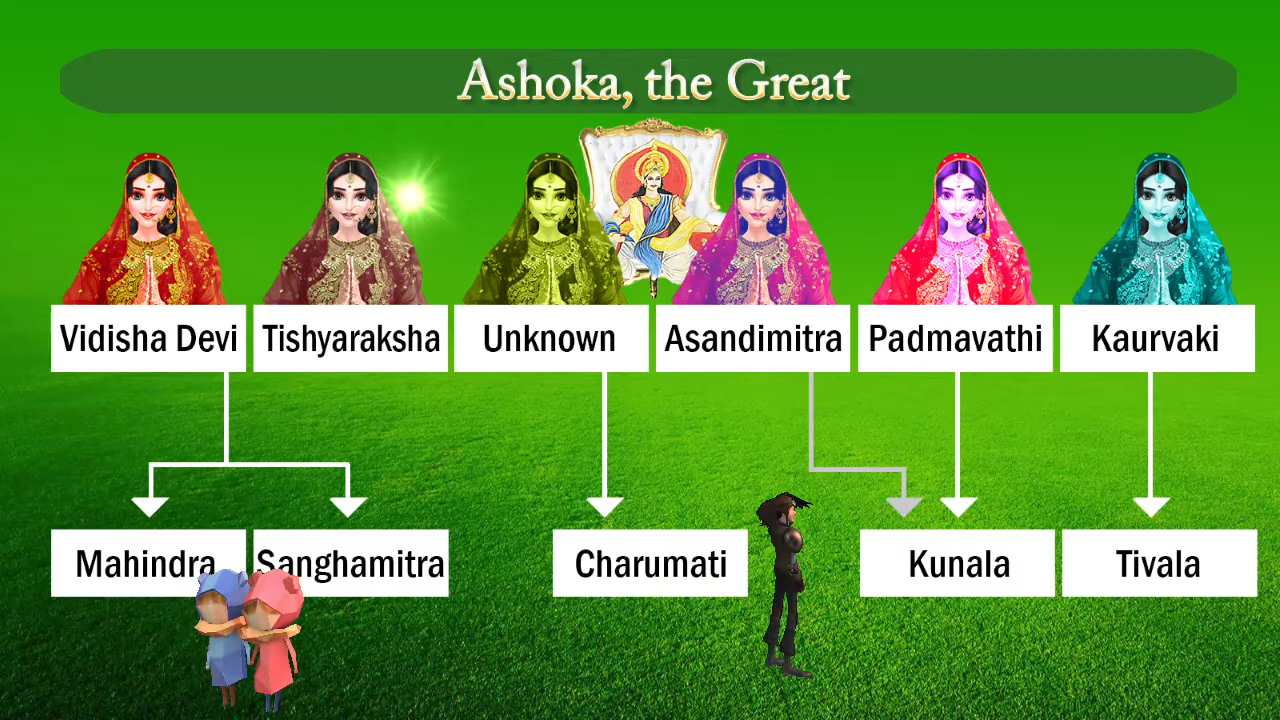 Ashoka, the Great
Vidisha Devi
Tishyaraksha
Unknown
Asandimitra
Padmavathi
Kaurvaki
Mahindra
Sanghamitra
Charumati
Kunala
Tivala